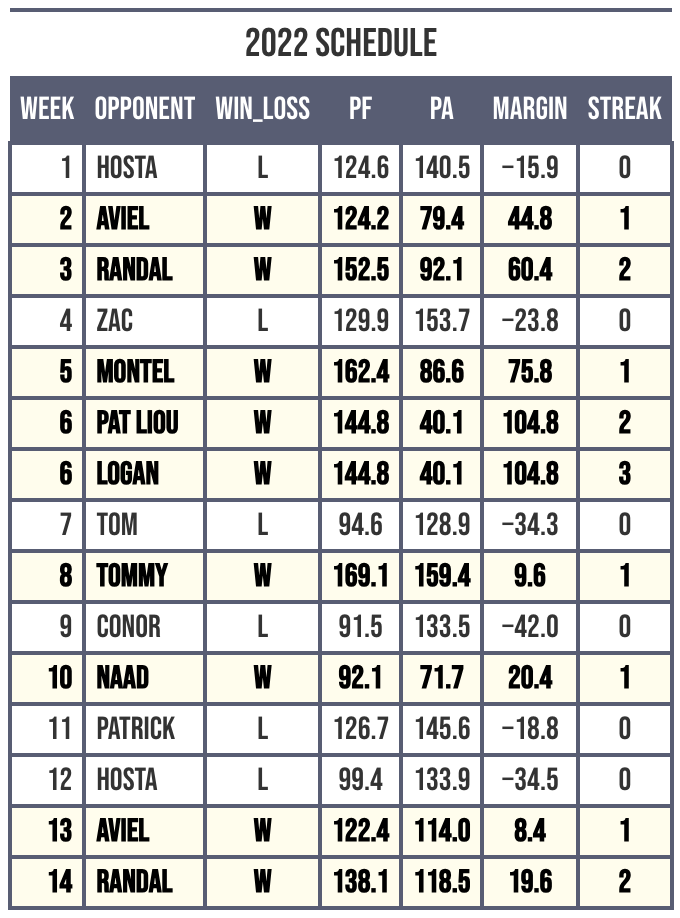 2022 SCHEDULE
WEEK OPPONENT WIN_LOSS PF PA MARGIN STREAK
1 HOSTA L 124.6 140.5 −15.9 0
2 AVIEL W 124.2 79.4 44.8 1
3 RANDAL W 152.5 92.1 60.4 2
4 ZAC L 129.9 153.7 −23.8 0
5 MONTEL W 162.4 86.6 75.8 1
6 PAT LIOU W 144.8 40.1 104.8 2
6 LOGAN W 144.8 40.1 104.8 3
7 TOM L 94.6 128.9 −34.3 0
8 TOMMY W 169.1 159.4 9.6 1
9 CONOR L 91.5 133.5 −42.0 0
10 NAAD W 92.1 71.7 20.4 1
11 PATRICK L 126.7 145.6 −18.8 0
12 HOSTA L 99.4 133.9 −34.5 0
13 AVIEL W 122.4 114.0 8.4 1
14 RANDAL W 138.1 118.5 19.6 2